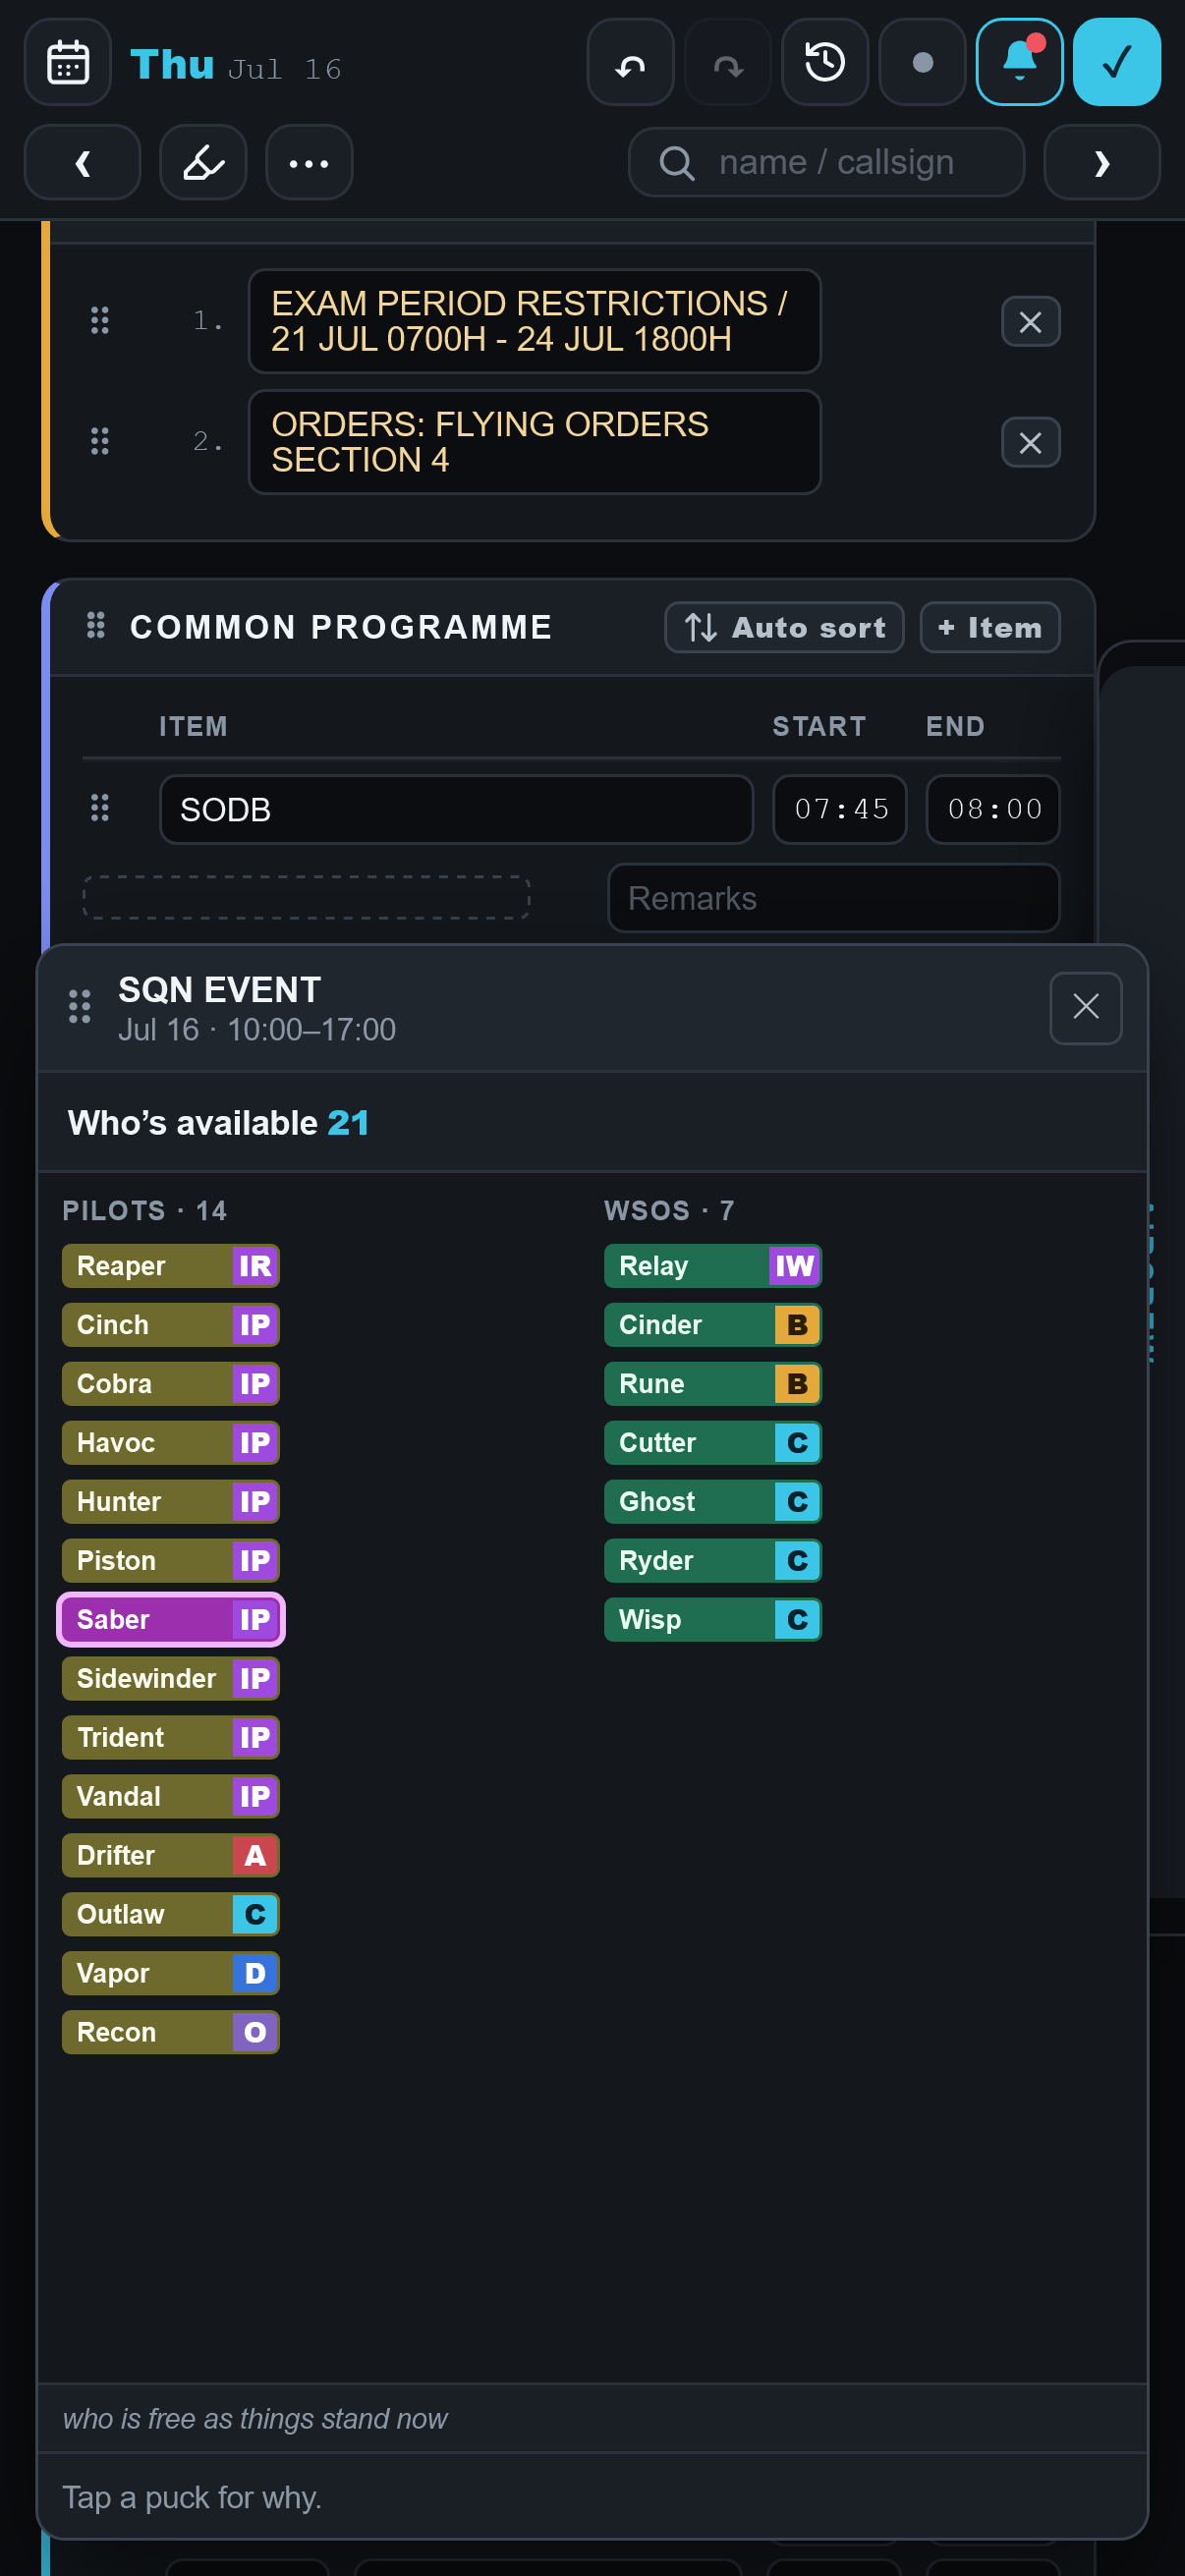 Thu Jul 16
name / callsign
1. EXAM PERIOD RESTRICTIONS /
21 JUL 0700H - 24 JUL 1800H
2. ORDERS: FLYING ORDERS
SECTION 4
COMMON PROGRAMME
Auto sort
+ Item
ITEM START END
SODB 07:45 08:00
Remarks
SQN EVENT
Jul 16 · 10:00–17:00
Who’s available 21
PILOTS · 14
Reaper IR
Cinch IP
Cobra IP
Havoc IP
Hunter IP
Piston IP
Saber IP
Sidewinder IP
Trident IP
Vandal IP
Drifter A
Outlaw C
Vapor D
Recon O
WSOS · 7
Relay IW
Cinder B
Rune B
Cutter C
Ghost C
Ryder C
Wisp C
who is free as things stand now
Tap a puck for why.